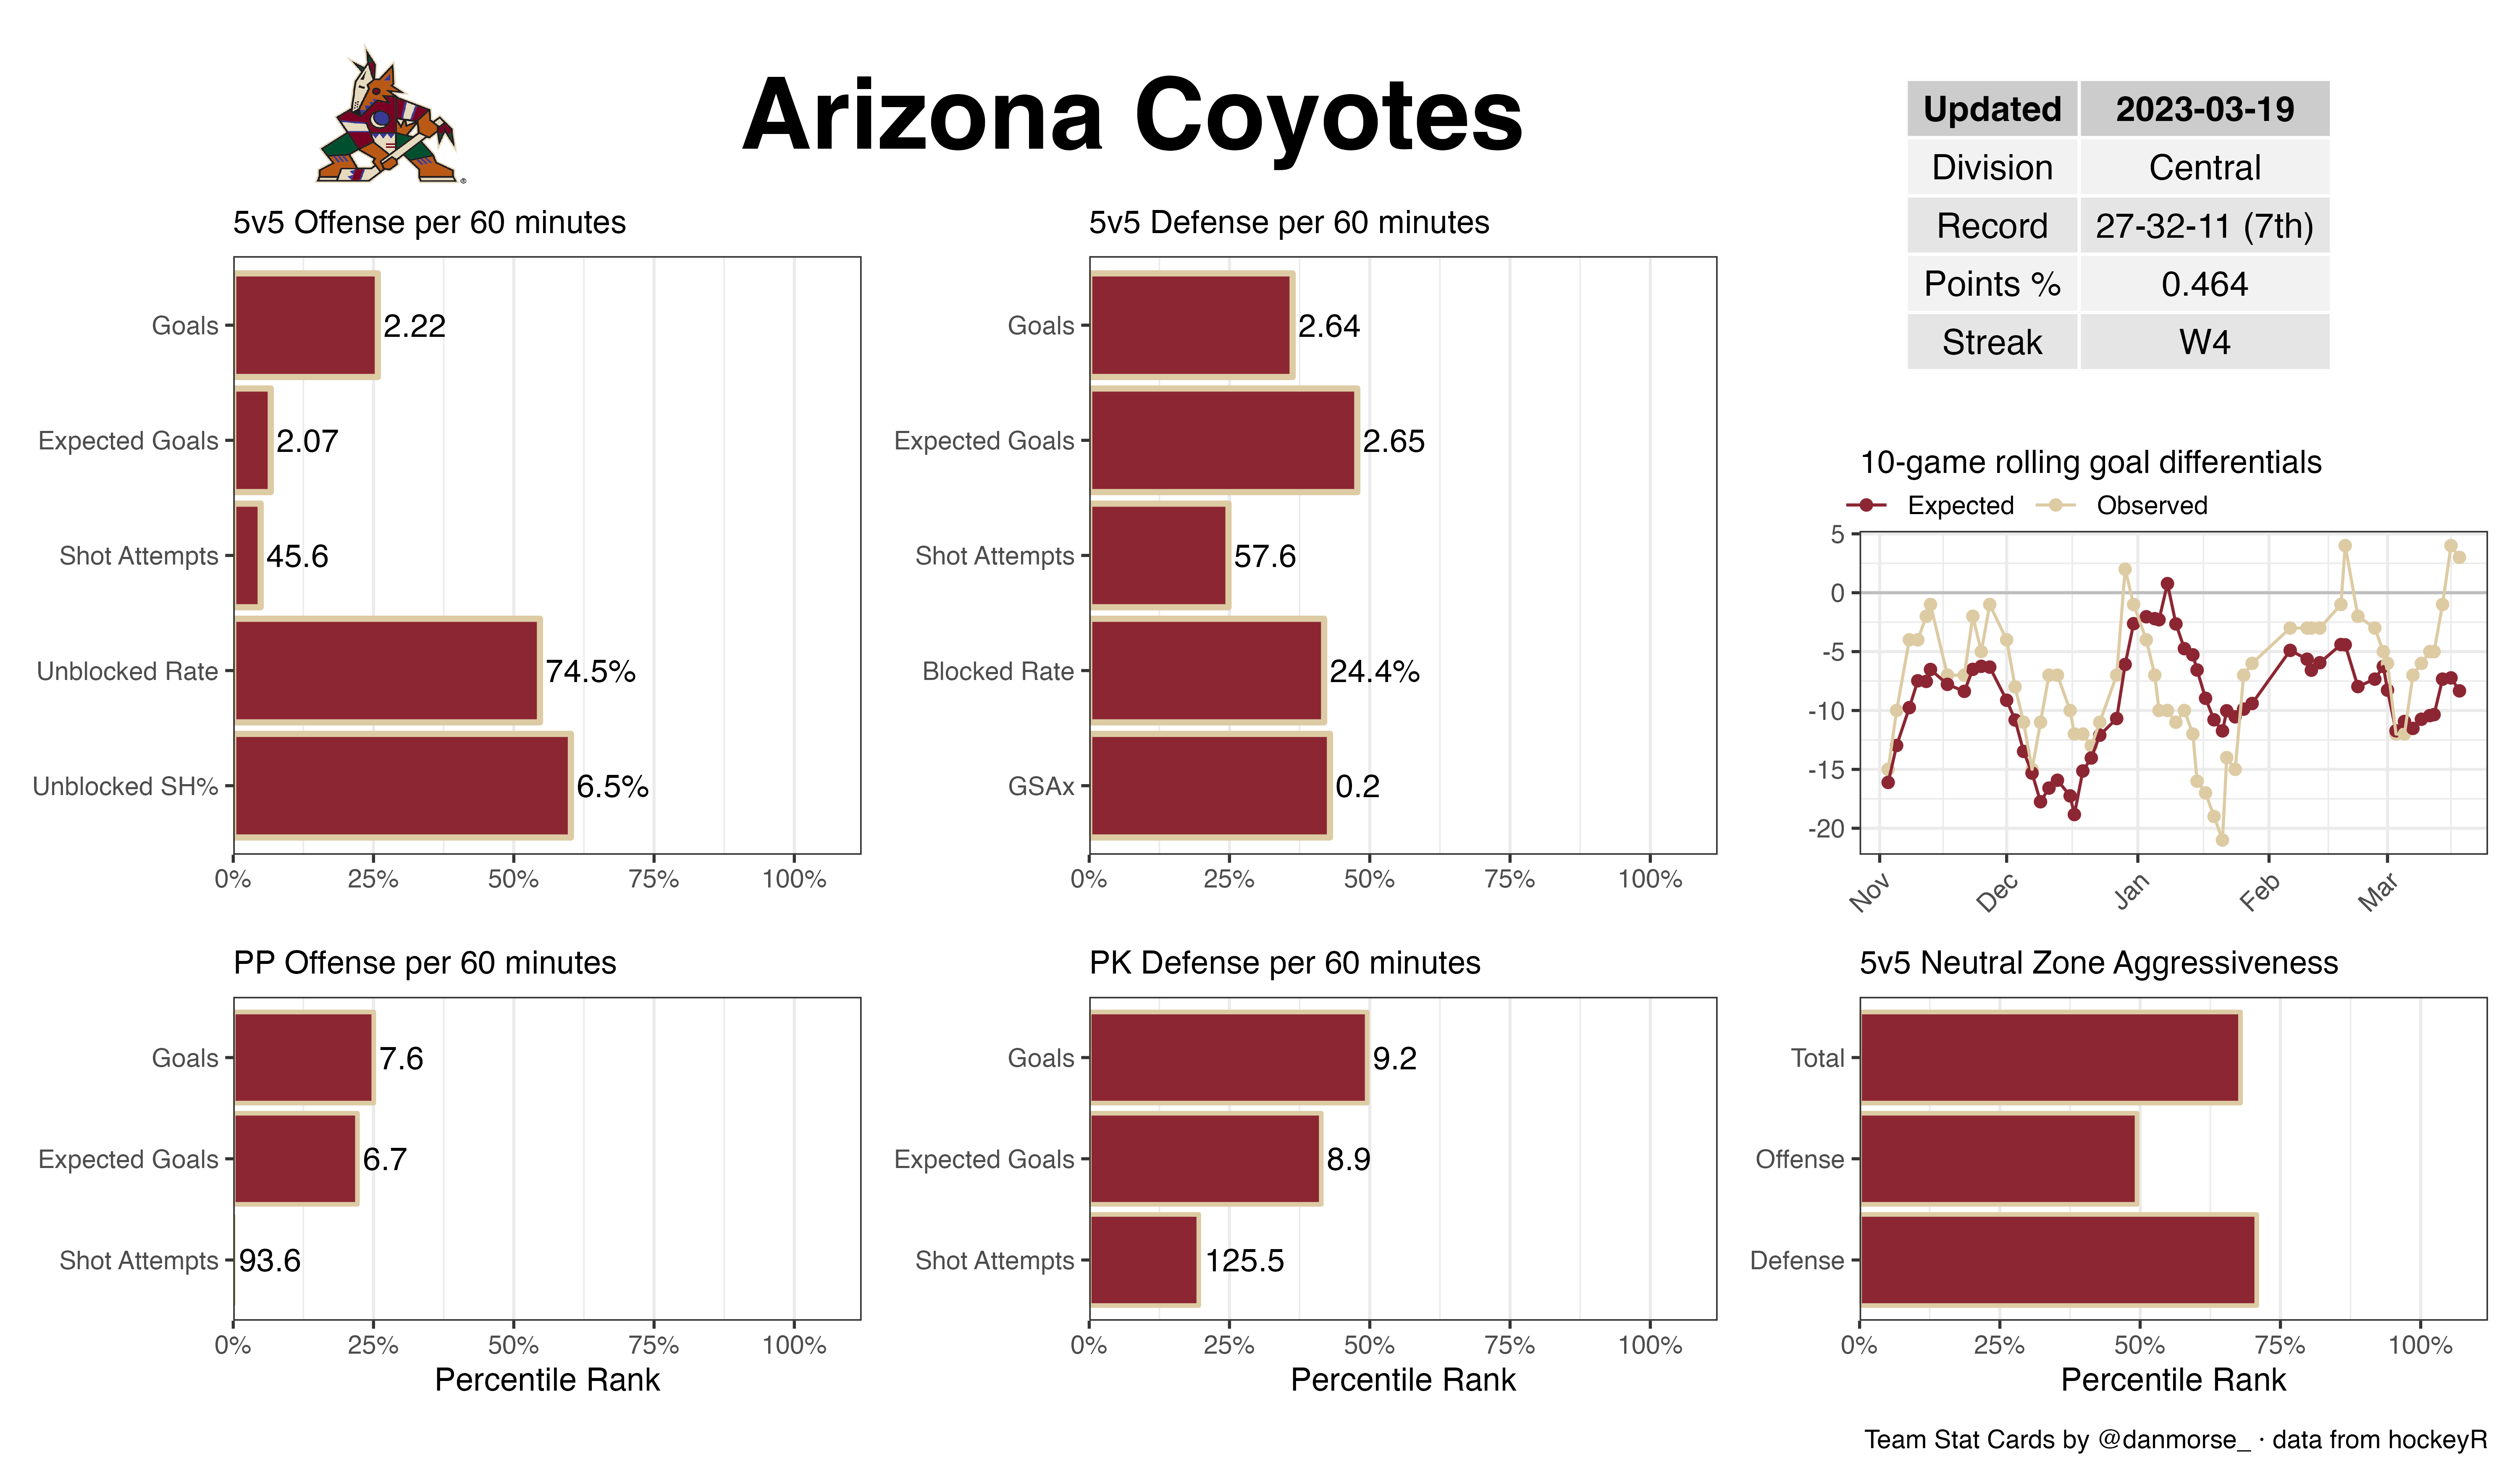 Arizona Coyotes
Updated 2023-03-19
Division Central
Record 27-32-11 (7th)
Points % 0.464
Streak W4
5v5 Offense per 60 minutes
Goals 2.22
Expected Goals 2.07
Shot Attempts 45.6
Unblocked Rate 74.5%
Unblocked SH% 6.5%
0% 25% 50% 75% 100%
5v5 Defense per 60 minutes
Goals 2.64
Expected Goals 2.65
Shot Attempts 57.6
Blocked Rate 24.4%
GSAx 0.2
0% 25% 50% 75% 100%
10-game rolling goal differentials
Expected Observed
5
0
-5
-10
-15
-20
Nov Dec Jan Feb Mar
PP Offense per 60 minutes
Goals 7.6
Expected Goals 6.7
Shot Attempts 93.6
0% 25% 50% 75% 100%
Percentile Rank
PK Defense per 60 minutes
Goals 9.2
Expected Goals 8.9
Shot Attempts 125.5
0% 25% 50% 75% 100%
Percentile Rank
5v5 Neutral Zone Aggressiveness
Total
Offense
Defense
0% 25% 50% 75% 100%
Percentile Rank
Team Stat Cards by @danmorse_ · data from hockeyR